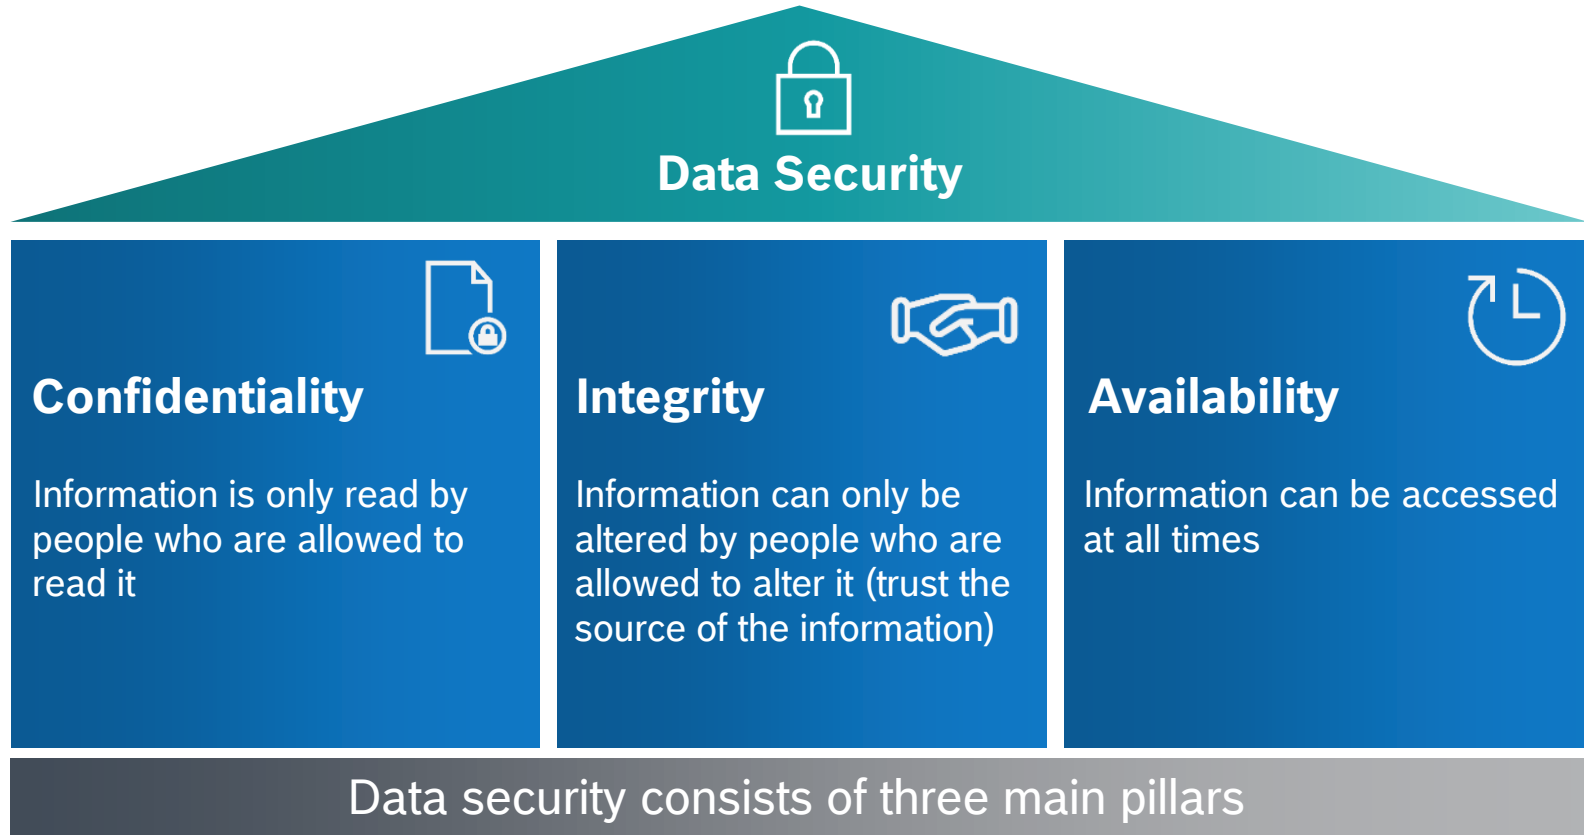 Data Security
Confidentiality
Information is only read by
people who are allowed to
read it
Integrity
Information can only be
altered by people who are
allowed to alter it (trust the
source of the information)
Availability
Information can be accessed
at all times
Data security consists of three main pillars